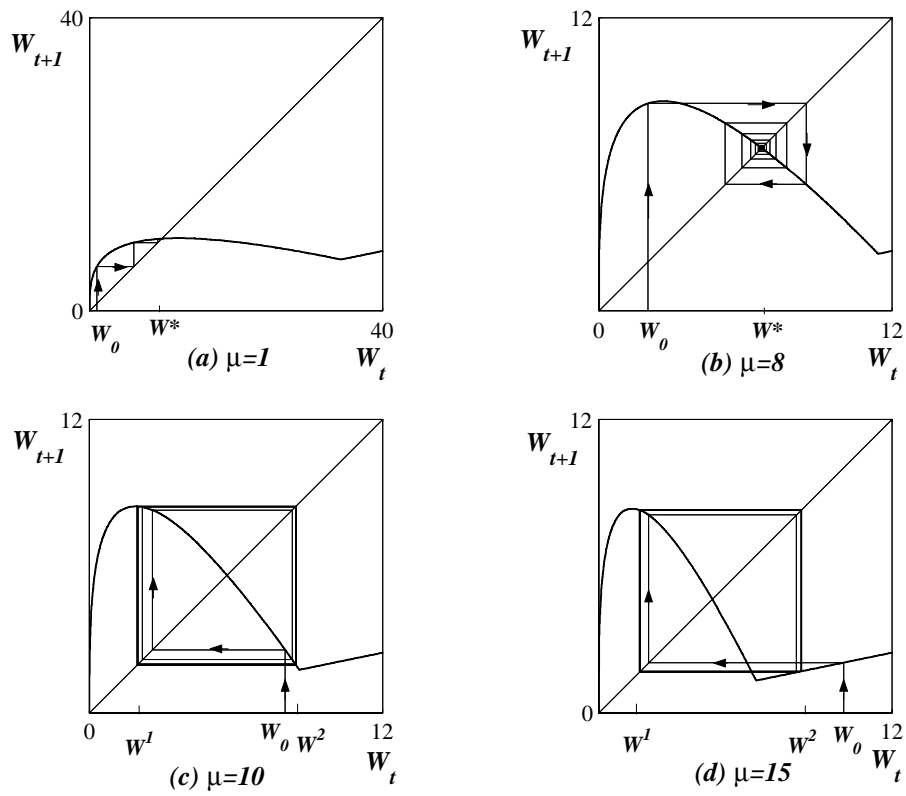 40
W_{t+1}
0
W_0
W*
40
(a) μ=1
W_t
12
W_{t+1}
0
W_0
W*
12
(b) μ=8
W_t
12
W_{t+1}
0
W^1
W_0
W^2
12
(c) μ=10
W_t
12
W_{t+1}
0
W^1
W^2
W_0
12
(d) μ=15
W_t